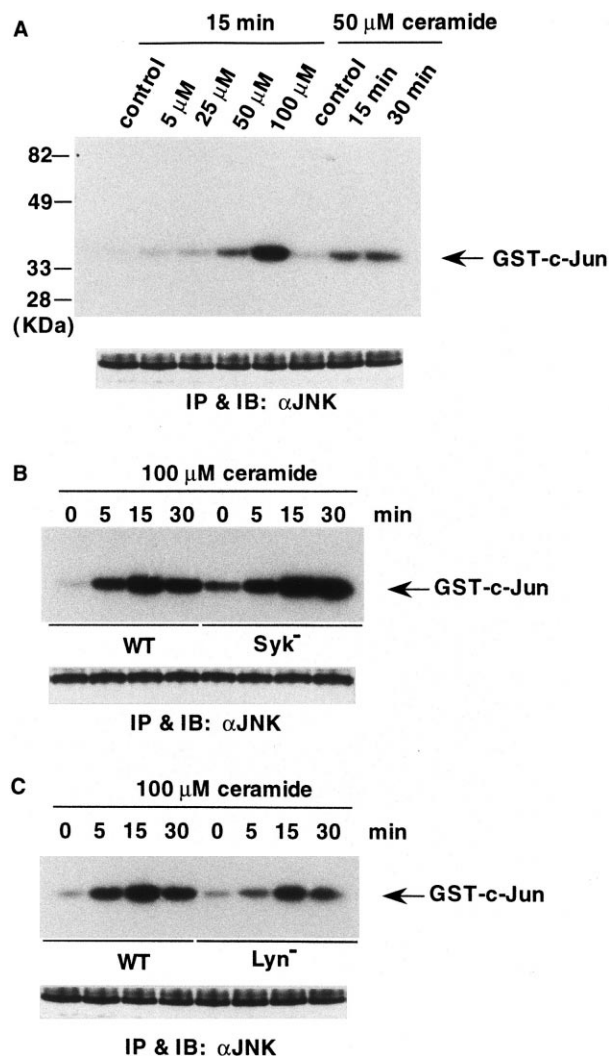 A
15 min
50 μM ceramide
control
5 μM
25 μM
50 μM
100 μM
control
15 min
30 min
82
49
33
28
(KDa)
GST-c-Jun
IP & IB: αJNK
B
100 μM ceramide
0 5 15 30 0 5 15 30 min
GST-c-Jun
WT Syk⁻
IP & IB: αJNK
C
100 μM ceramide
0 5 15 30 0 5 15 30 min
GST-c-Jun
WT Lyn⁻
IP & IB: αJNK